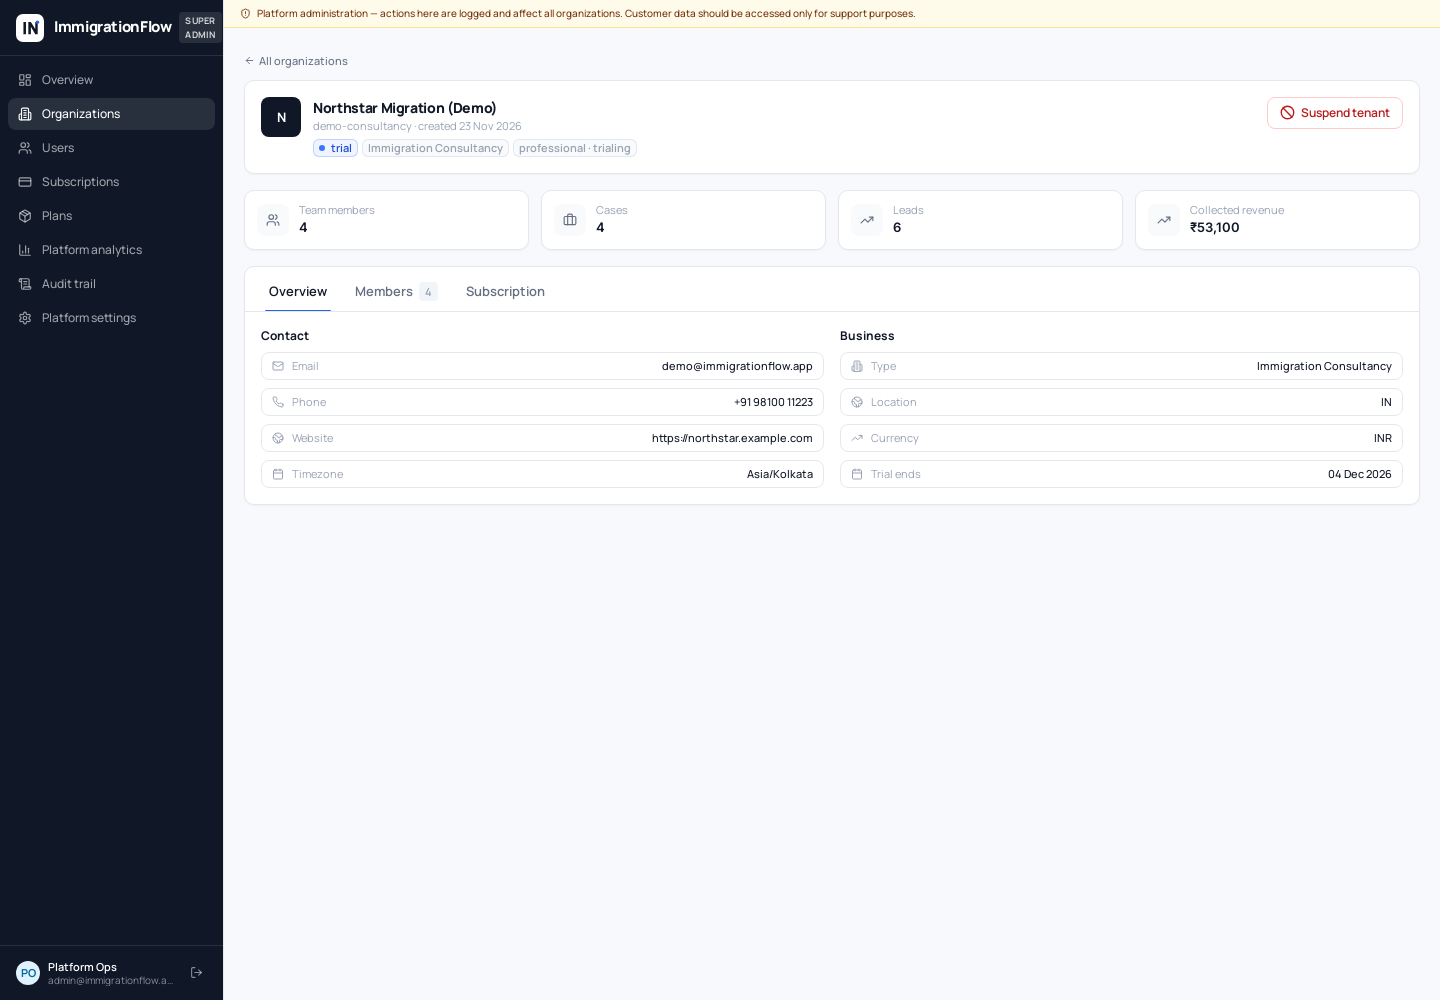 IN
ImmigrationFlow
SUPER
ADMIN
Overview
Organizations
Users
Subscriptions
Plans
Platform analytics
Audit trail
Platform settings
PO
Platform Ops
admin@immigrationflow.a...
Platform administration — actions here are logged and affect all organizations. Customer data should be accessed only for support purposes.
← All organizations
N
Northstar Migration (Demo)
demo-consultancy · created 23 Nov 2026
trial
Immigration Consultancy
professional · trialing
Suspend tenant
Team members
4
Cases
4
Leads
6
Collected revenue
₹53,100
Overview
Members 4
Subscription
Contact
Email demo@immigrationflow.app
Phone +91 98100 11223
Website https://northstar.example.com
Timezone Asia/Kolkata
Business
Type Immigration Consultancy
Location IN
Currency INR
Trial ends 04 Dec 2026